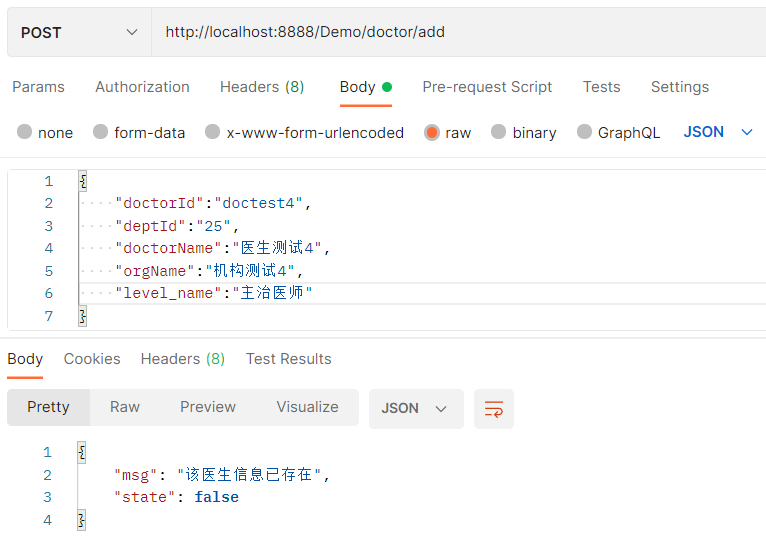 POST http://localhost:8888/Demo/doctor/add
Params Authorization Headers (8) Body Pre-request Script Tests Settings
none form-data x-www-form-urlencoded raw binary GraphQL JSON
1 {
2 ····"doctorId":"doctest4",
3 ····"deptId":"25",
4 ····"doctorName":"医生测试4",
5 ····"orgName":"机构测试4",
6 ····"level_name":"主治医师"
7 }
Body Cookies Headers (8) Test Results
Pretty Raw Preview Visualize JSON
1 {
2 "msg": "该医生信息已存在",
3 "state": false
4 }